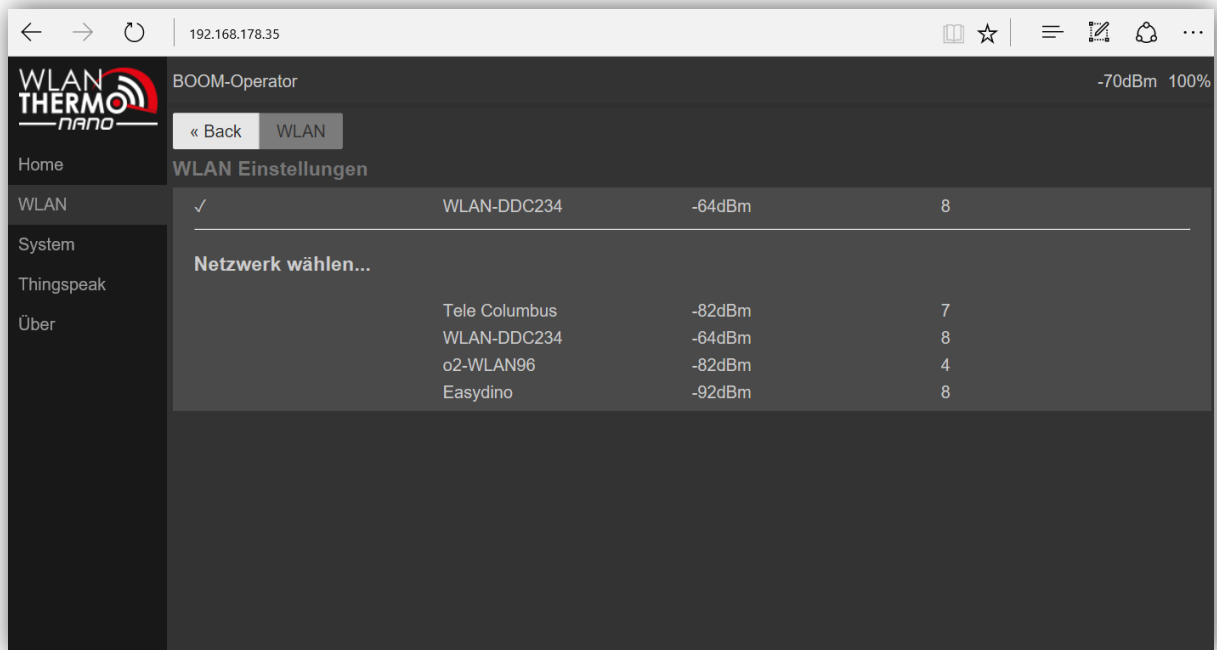 192.168.178.35
WLAN
THERMO
NANO
BOOM-Operator -70dBm 100%
« Back WLAN
Home
WLAN
System
Thingspeak
Über
WLAN Einstellungen
✓ WLAN-DDC234 -64dBm 8
Netzwerk wählen...
Tele Columbus -82dBm 7
WLAN-DDC234 -64dBm 8
o2-WLAN96 -82dBm 4
Easydino -92dBm 8